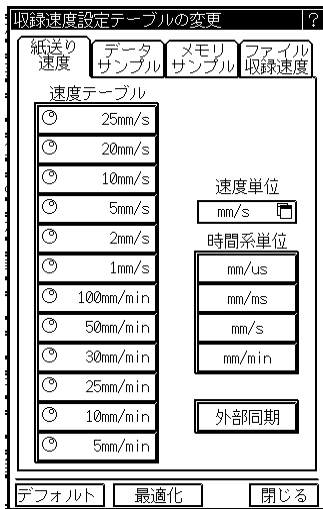 収録速度設定テーブルの変更 ?
紙送り
速度
データ
サンプル
メモリ
サンプル
ファイル
収録速度
速度テーブル
25mm/s
20mm/s
10mm/s
5mm/s
2mm/s
1mm/s
100mm/min
50mm/min
30mm/min
25mm/min
10mm/min
5mm/min
速度単位
mm/s
時間系単位
mm/us
mm/ms
mm/s
mm/min
外部同期
デフォルト
最適化
閉じる